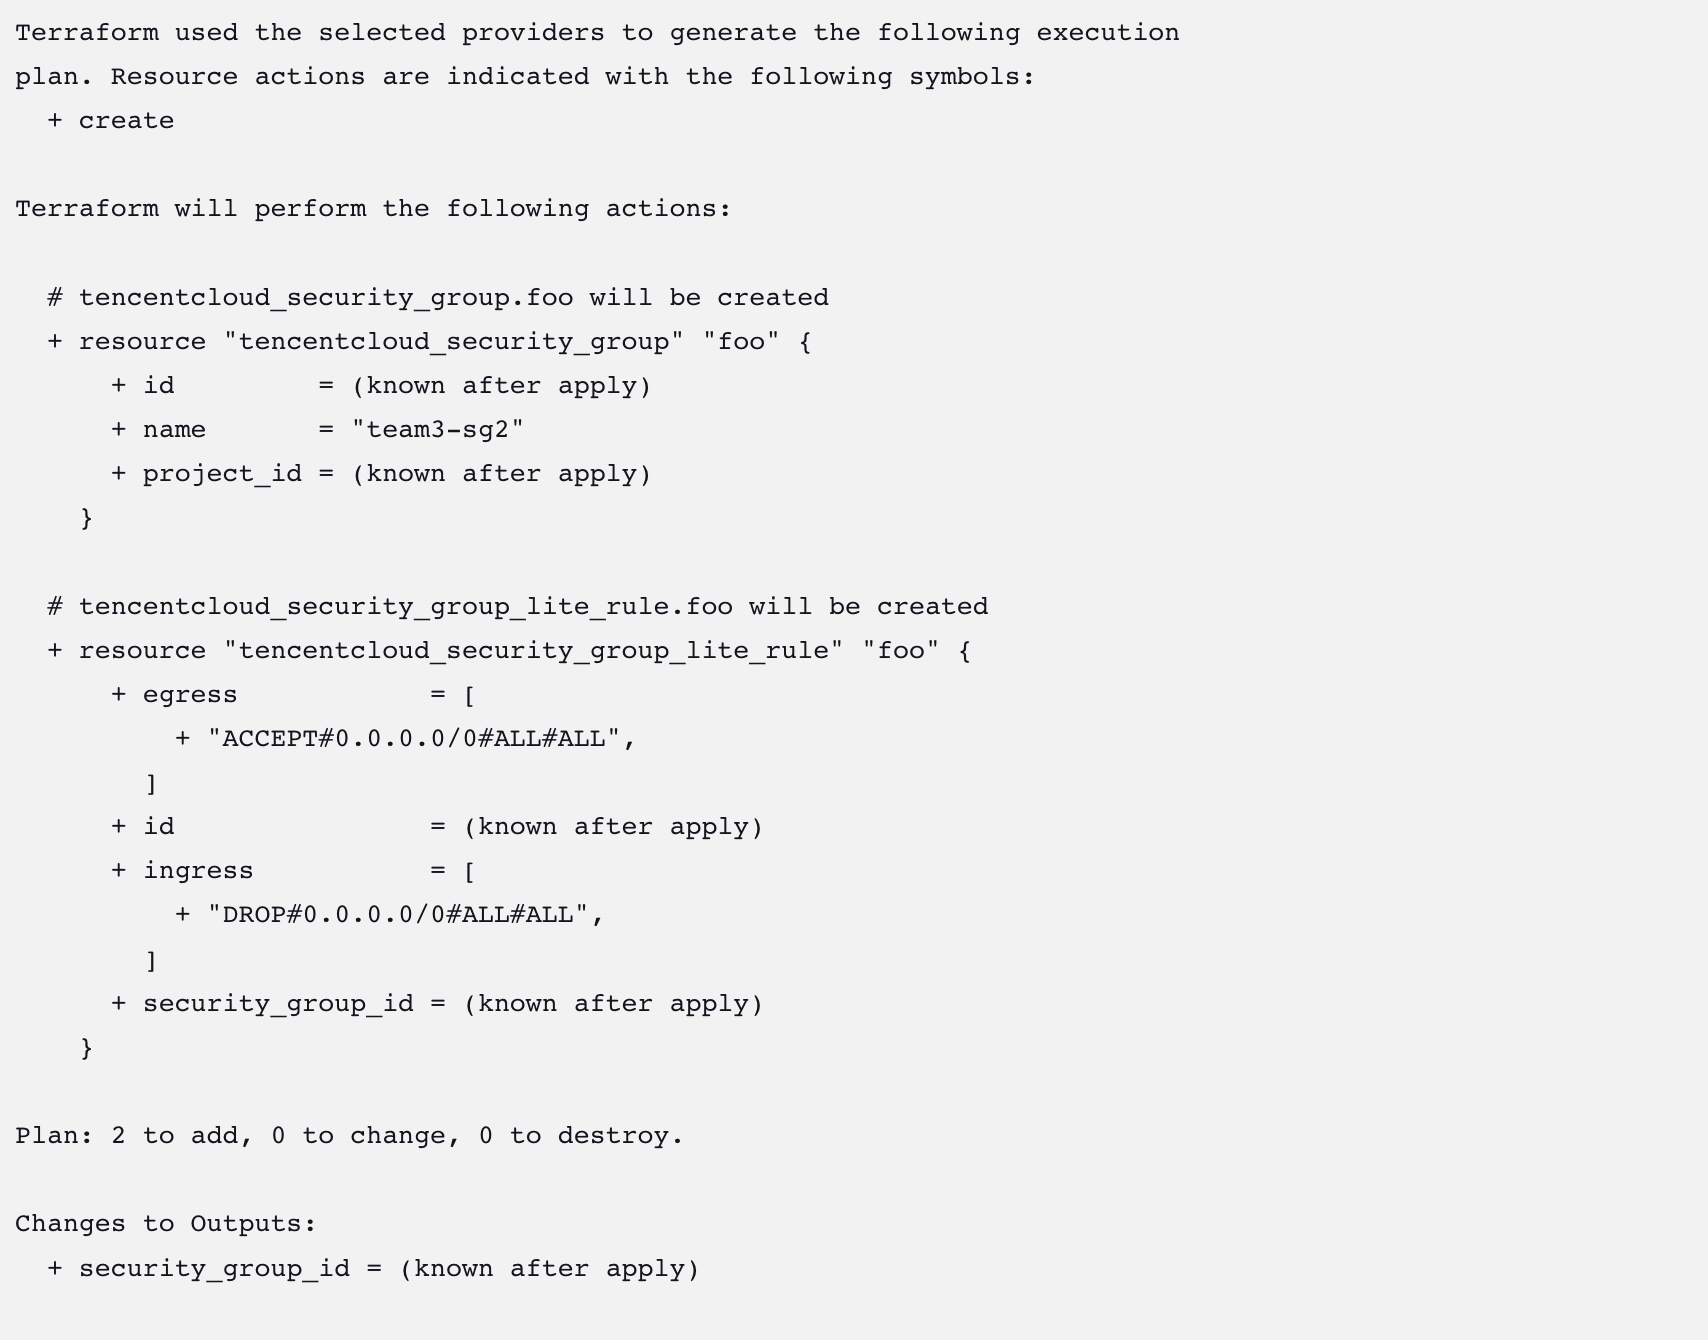 Terraform used the selected providers to generate the following execution
plan. Resource actions are indicated with the following symbols:
  + create

Terraform will perform the following actions:

  # tencentcloud_security_group.foo will be created
  + resource "tencentcloud_security_group" "foo" {
      + id         = (known after apply)
      + name       = "team3-sg2"
      + project_id = (known after apply)
    }

  # tencentcloud_security_group_lite_rule.foo will be created
  + resource "tencentcloud_security_group_lite_rule" "foo" {
      + egress            = [
          + "ACCEPT#0.0.0.0/0#ALL#ALL",
        ]
      + id                = (known after apply)
      + ingress           = [
          + "DROP#0.0.0.0/0#ALL#ALL",
        ]
      + security_group_id = (known after apply)
    }

Plan: 2 to add, 0 to change, 0 to destroy.

Changes to Outputs:
  + security_group_id = (known after apply)